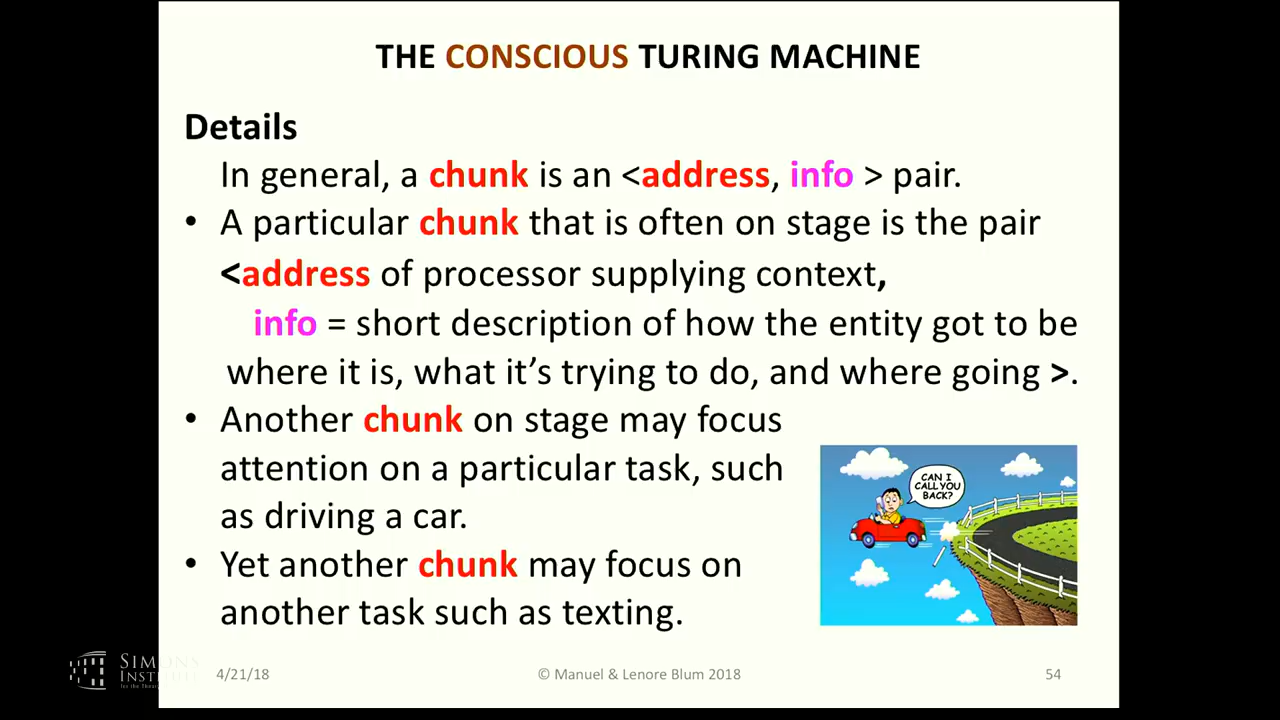 THE CONSCIOUS TURING MACHINE
Details
In general, a chunk is an <address, info > pair.
• A particular chunk that is often on stage is the pair
<address of processor supplying context,
info = short description of how the entity got to be
where it is, what it’s trying to do, and where going >.
• Another chunk on stage may focus
attention on a particular task, such
as driving a car.
• Yet another chunk may focus on
another task such as texting.
CAN I
CALL YOU
BACK?
SIMONS
INSTITUTE
for the Theory
4/21/18
© Manuel & Lenore Blum 2018
54